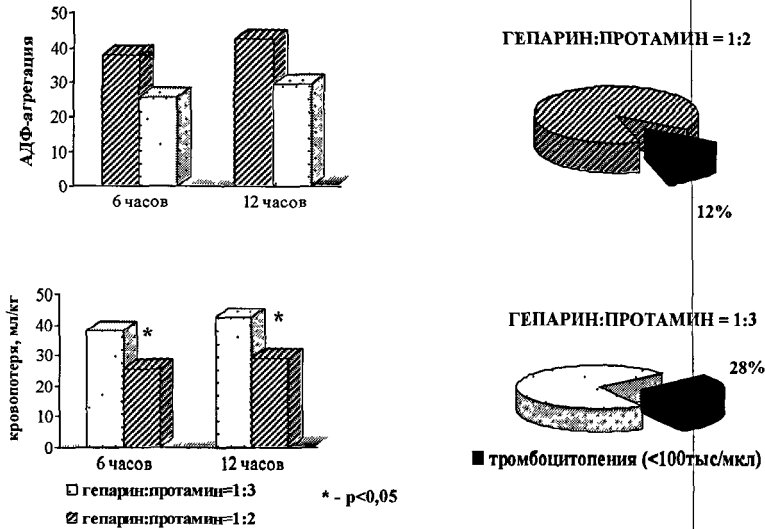 50
40
30
20
10
0
АДФ-агрегация
6 часов
12 часов
ГЕПАРИН:ПРОТАМИН = 1:2
12%
50
40
30
20
10
0
кровопотеря, мл/кг
*
*
6 часов
12 часов
гепарин:протамин=1:3
гепарин:протамин=1:2
* - p<0,05
ГЕПАРИН:ПРОТАМИН = 1:3
28%
тромбоцитопения (<100тыс/мкл)